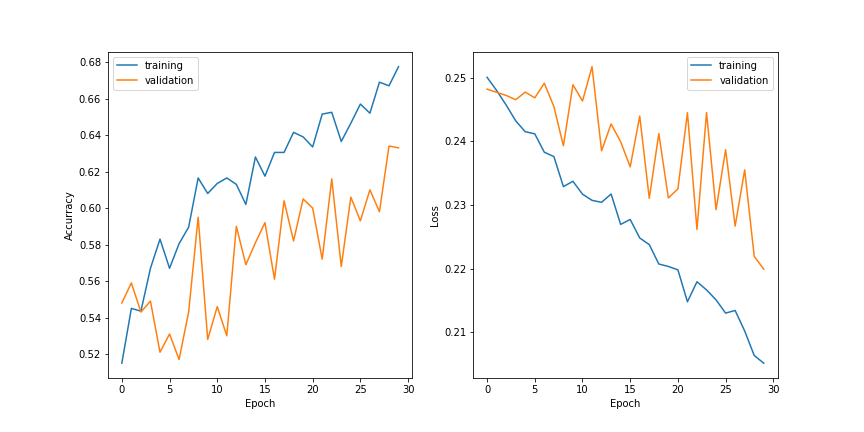 training
validation
0.68
0.66
0.64
0.62
0.60
0.58
0.56
0.54
0.52
Accurracy
0 5 10 15 20 25 30
Epoch
training
validation
0.25
0.24
0.23
0.22
0.21
Loss
0 5 10 15 20 25 30
Epoch